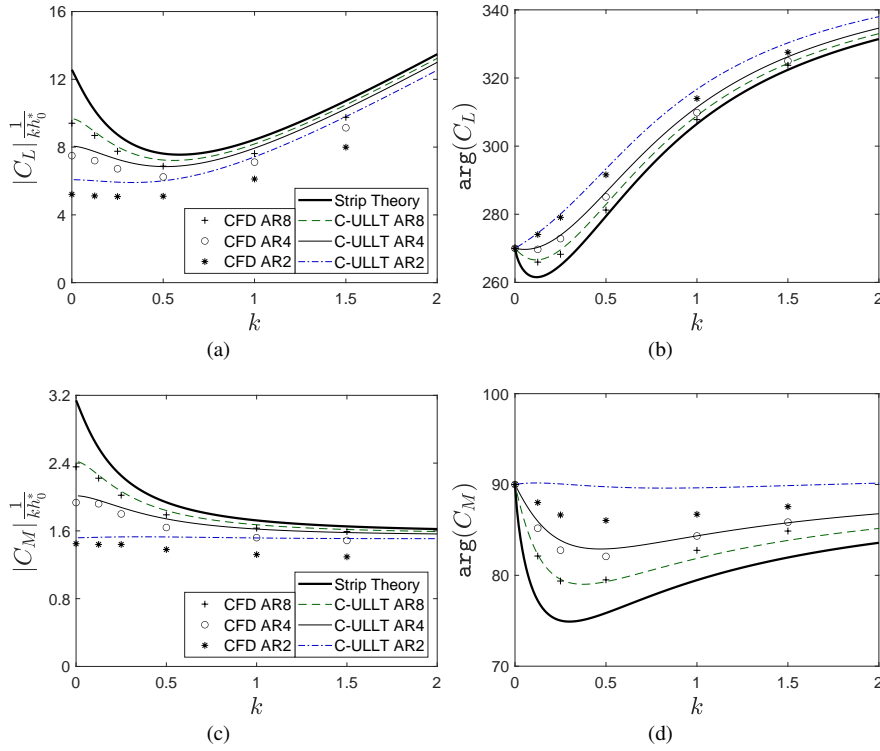 16
12
8
4
0
|C_L| 1/(kh_0^*)
CFD AR8
CFD AR4
CFD AR2
Strip Theory
C-ULLT AR8
C-ULLT AR4
C-ULLT AR2
0 0.5 1 1.5 2
k
(a)
340
320
300
280
260
arg(C_L)
0 0.5 1 1.5 2
k
(b)
3.2
2.4
1.6
0.8
0
|C_M| 1/(kh_0^*)
CFD AR8
CFD AR4
CFD AR2
Strip Theory
C-ULLT AR8
C-ULLT AR4
C-ULLT AR2
0 0.5 1 1.5 2
k
(c)
100
90
80
70
arg(C_M)
0 0.5 1 1.5 2
k
(d)